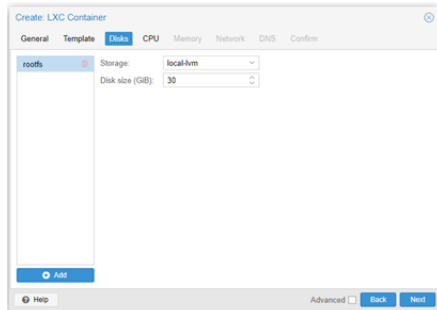 Create: LXC Container
General Template Disks CPU Memory Network DNS Confirm
rootfs
Storage: local-lvm
Disk size (GiB): 30
Add
Help
Advanced Back Next